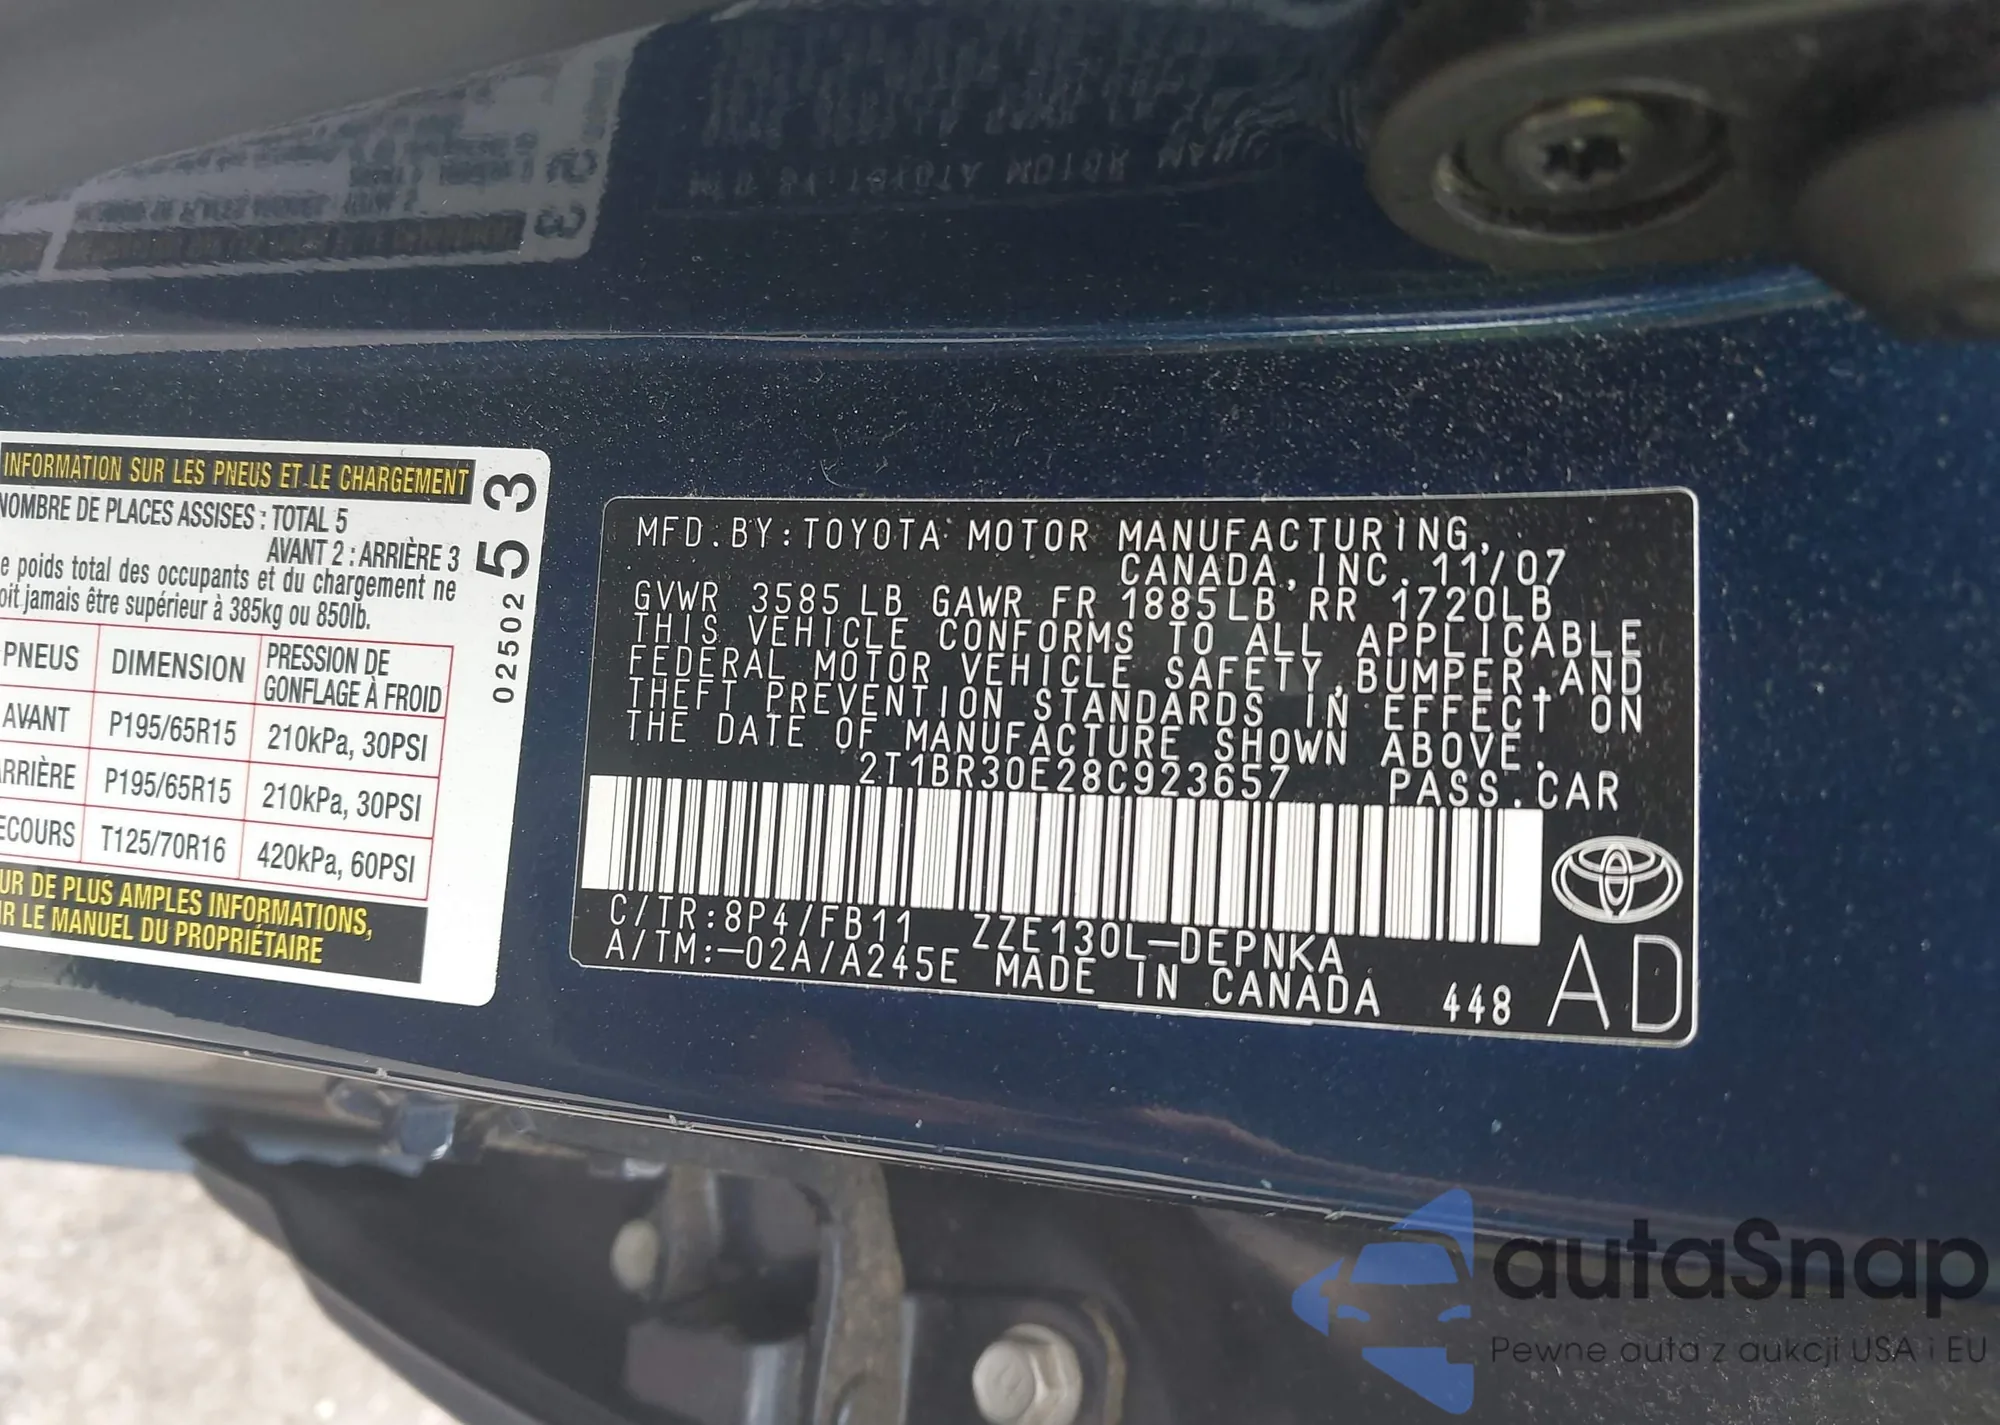 INFORMATION SUR LES PNEUS ET LE CHARGEMENT
NOMBRE DE PLACES ASSISES : TOTAL 5
AVANT 2 : ARRIÈRE 3
poids total des occupants et du chargement ne
jamais être supérieur à 385kg ou 850lb.
PNEUS DIMENSION PRESSION DE
GONFLAGE À FROID
AVANT P195/65R15 210kPa, 30PSI
P195/65R15 210kPa, 30PSI
T125/70R16 420kPa, 60PSI
DE PLUS AMPLES INFORMATIONS,
LE MANUEL DU PROPRIÉTAIRE
02502 53
MFD. BY: TOYOTA MOTOR MANUFACTURING,
CANADA, INC. 11/07
GVWR 3585 LB GAWR FR 1885LB RR 1720LB
THIS VEHICLE CONFORMS TO ALL APPLICABLE
FEDERAL MOTOR VEHICLE SAFETY, BUMPER, AND
THEFT PREVENTION STANDARDS IN EFFECT ON
THE DATE OF MANUFACTURE SHOWN ABOVE.
2T1BR30E28C923657 PASS. CAR
C/TR:8P4/FB11 ZZE130L-DEPNKA
A/TM:-02A/A245E MADE IN CANADA 448 AD
autaSnap
Pewne auta z aukcji USA i EU